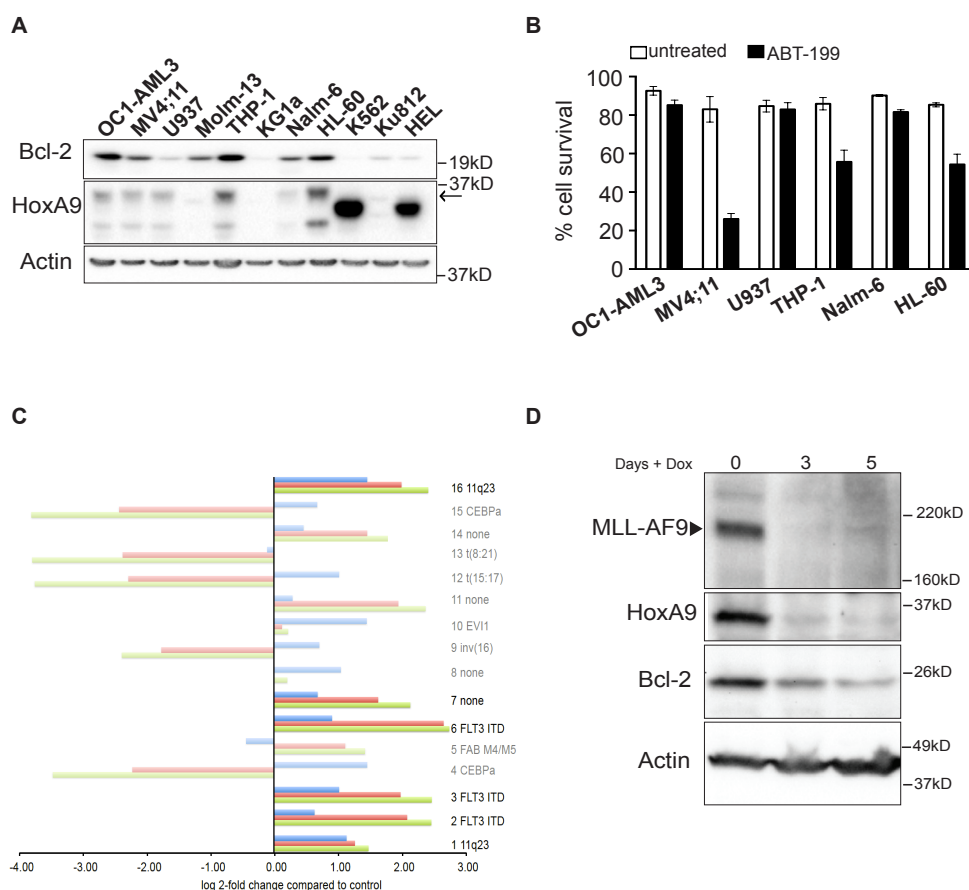 A
OC1-AML3
MV4;11
U937
Molm-13
THP-1
KG1a
Nalm-6
HL-60
K562
Ku812
HEL
Bcl-2
19kD
37kD
HoxA9
Actin
37kD
B
untreated ABT-199
% cell survival
100
80
60
40
20
0
OC1-AML3
MV4;11
U937
THP-1
Nalm-6
HL-60
C
16 11q23
15 CEBPa
14 none
13 t(8:21)
12 t(15:17)
11 none
10 EVI1
9 inv(16)
8 none
7 none
6 FLT3 ITD
5 FAB M4/M5
4 CEBPa
3 FLT3 ITD
2 FLT3 ITD
1 11q23
-4.00 -3.00 -2.00 -1.00 0.00 1.00 2.00 3.00
log 2-fold change compared to control
D
Days + Dox 0 3 5
220kD
MLL-AF9
160kD
37kD
HoxA9
Bcl-2
26kD
49kD
Actin
37kD